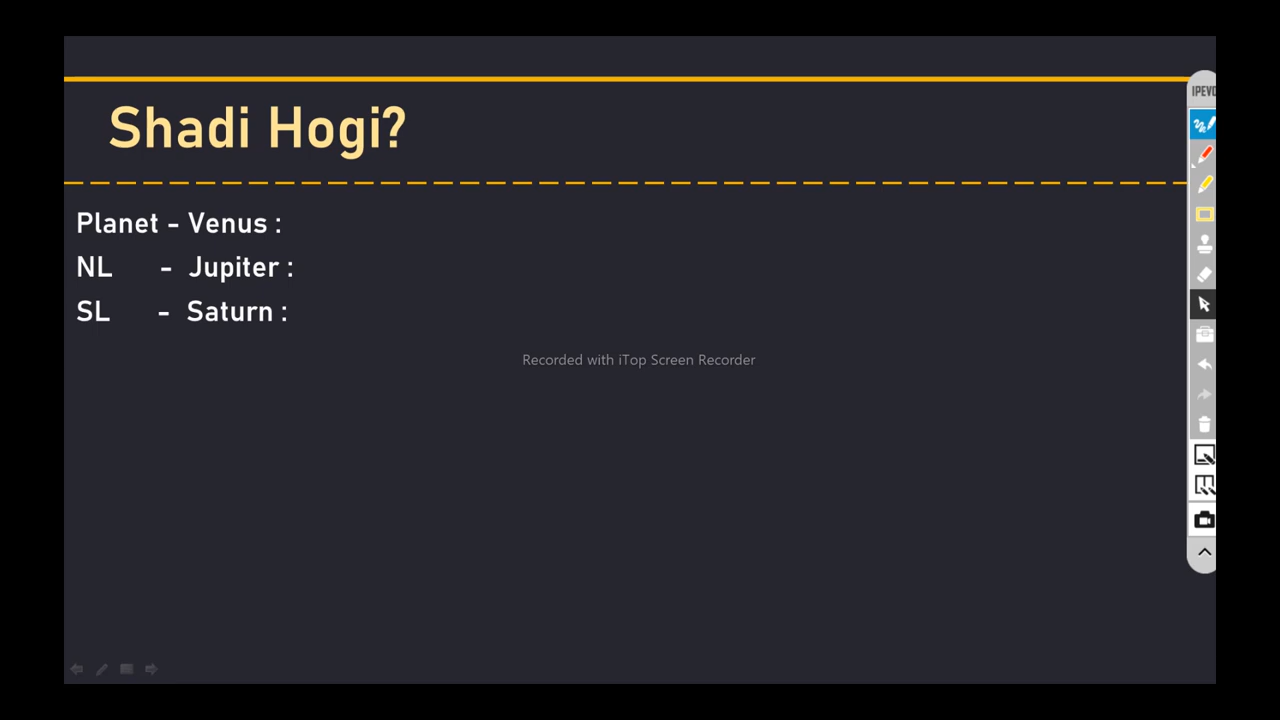 Shadi Hogi?
Planet - Venus :
NL - Jupiter :
SL - Saturn :
Recorded with iTop Screen Recorder